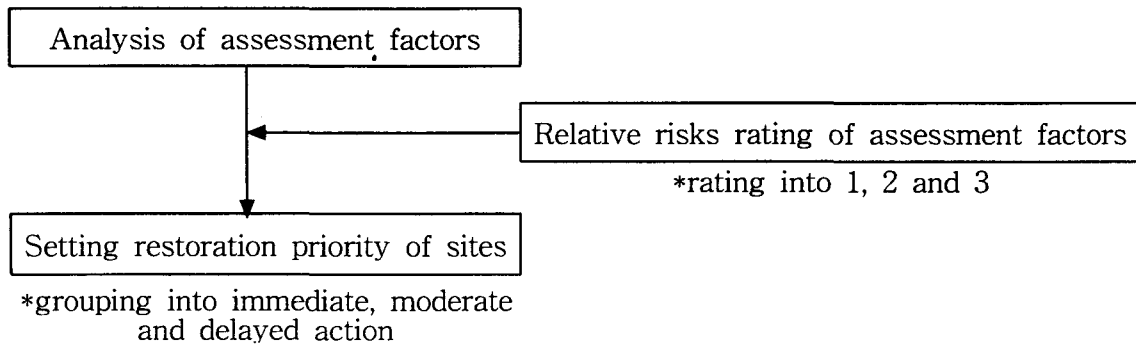 Analysis of assessment factors
Relative risks rating of assessment factors
*rating into 1, 2 and 3
Setting restoration priority of sites
*grouping into immediate, moderate
and delayed action